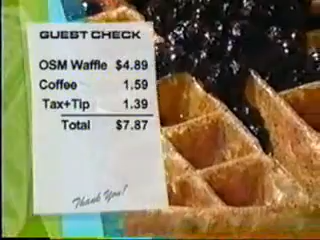 GUEST CHECK
OSM Waffle $4.89
Coffee 1.59
Tax+Tip 1.39
Total $7.87
Thank You!